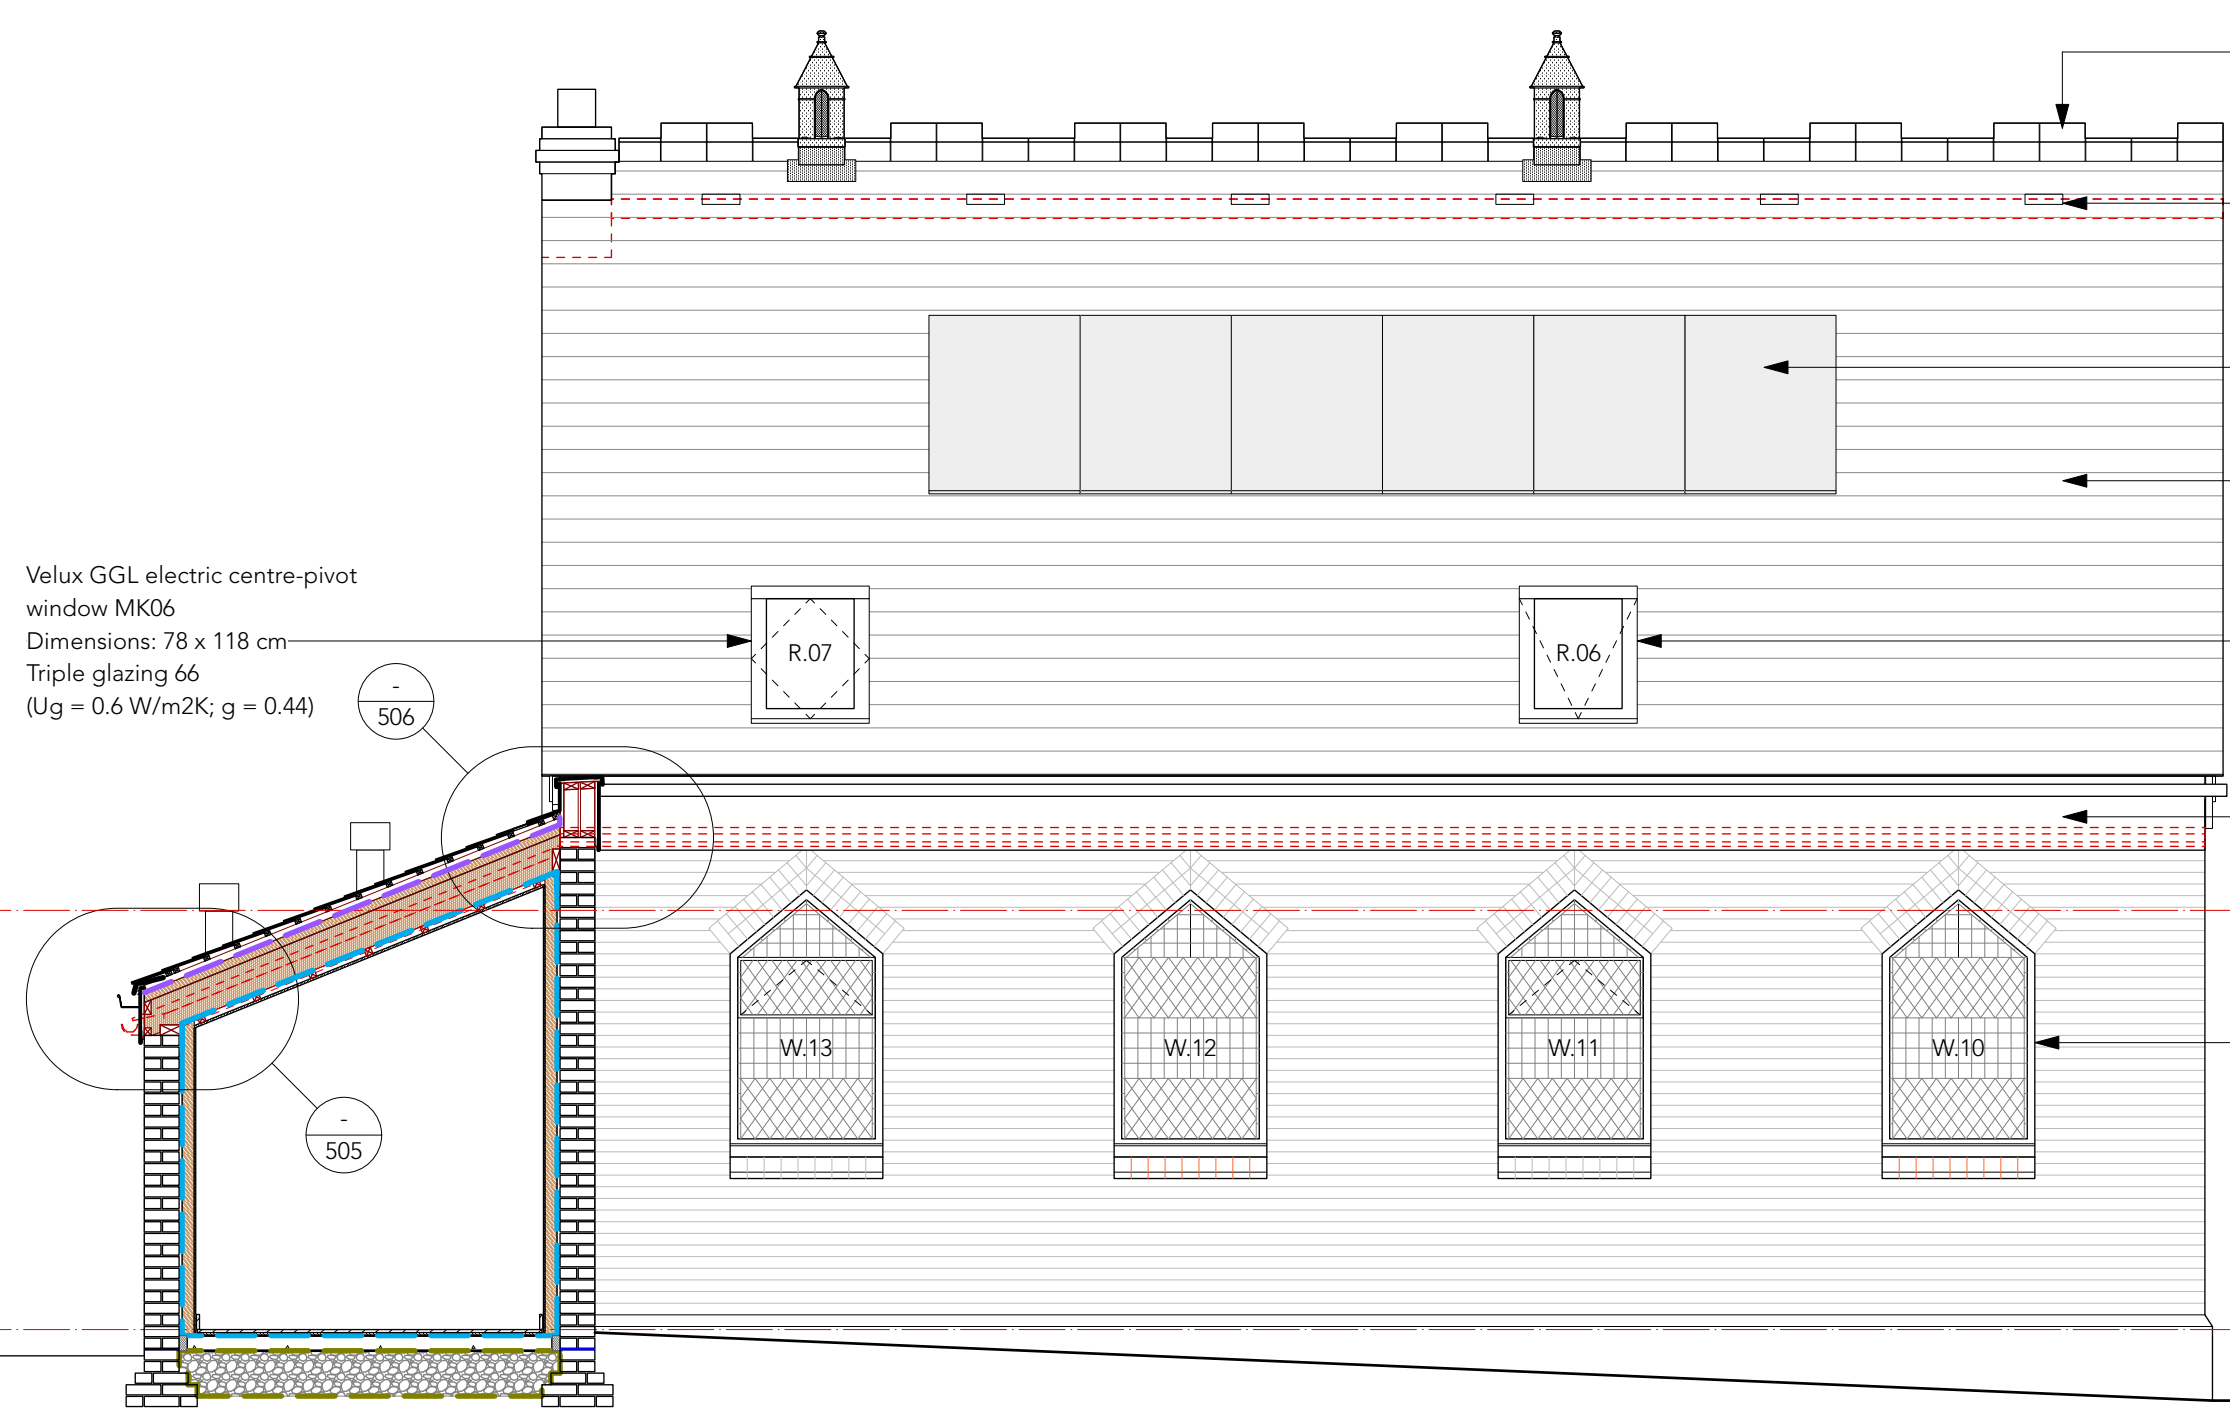 Velux GGL electric centre-pivot
window MK06
Dimensions: 78 x 118 cm
Triple glazing 66
(Ug = 0.6 W/m2K; g = 0.44)
-
506
R.07
R.06
W.13
W.12
W.11
W.10
-
505